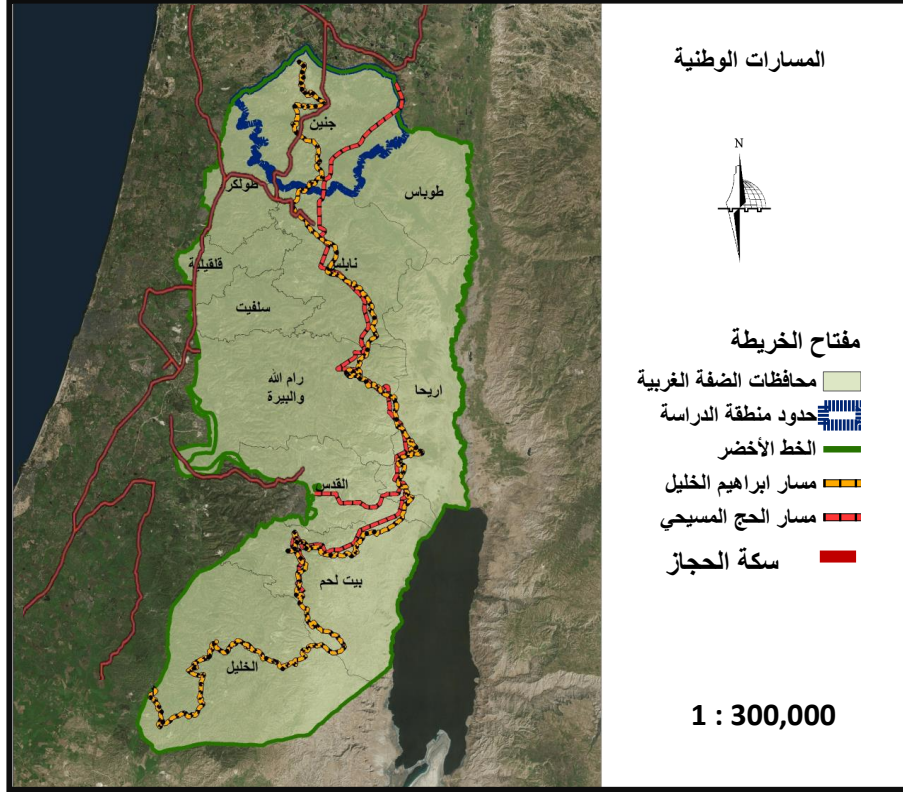 المسارات الوطنية
N
جنين
طولكر
طوباس
نابلس
قلقيلية
سلفيت
رام الله
والبيرة
اريحا
القدس
بيت لحم
الخليل
مفتاح الخريطة
محافظات الضفة الغربية
حدود منطقة الدراسة
الخط الأخضر
مسار ابراهيم الخليل
مسار الحج المسيحي
سكة الحجاز
1 : 300,000